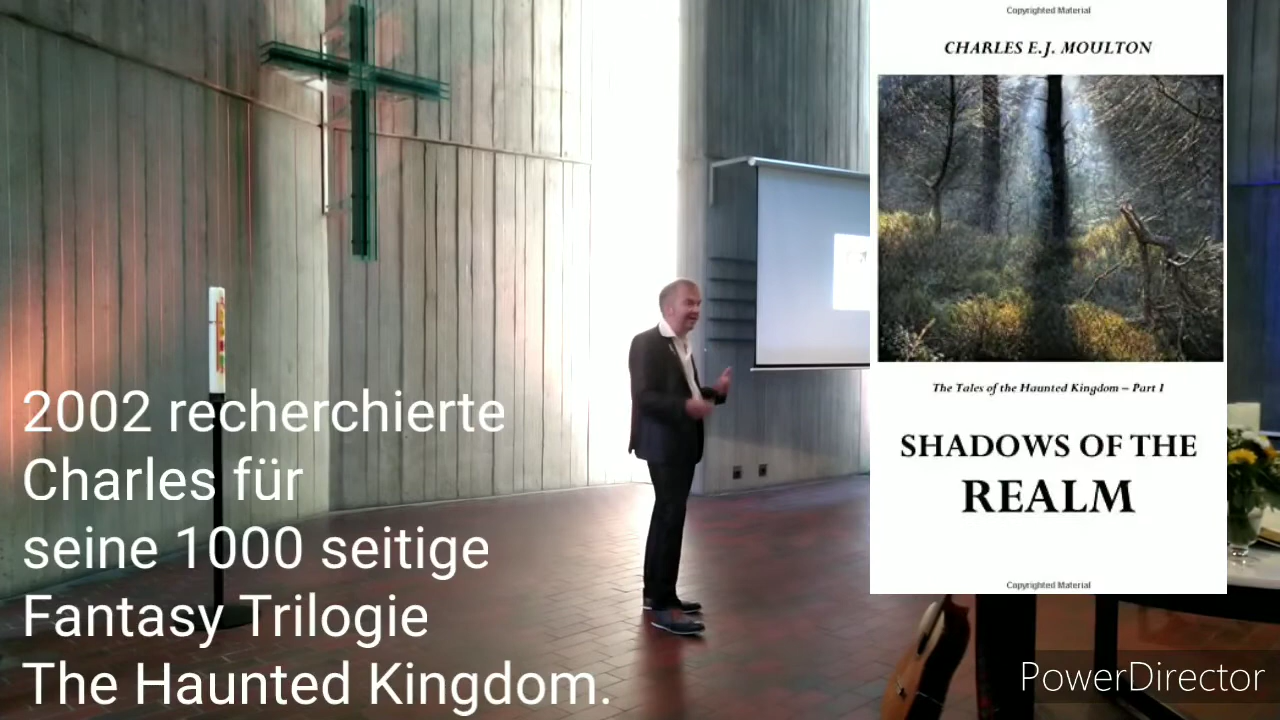 Copyrighted Material
CHARLES E.J. MOULTON
The Tales of the Haunted Kingdom – Part I
SHADOWS OF THE
REALM
Copyrighted Material
2002 recherchierte
Charles für
seine 1000 seitige
Fantasy Trilogie
The Haunted Kingdom.
PowerDirector